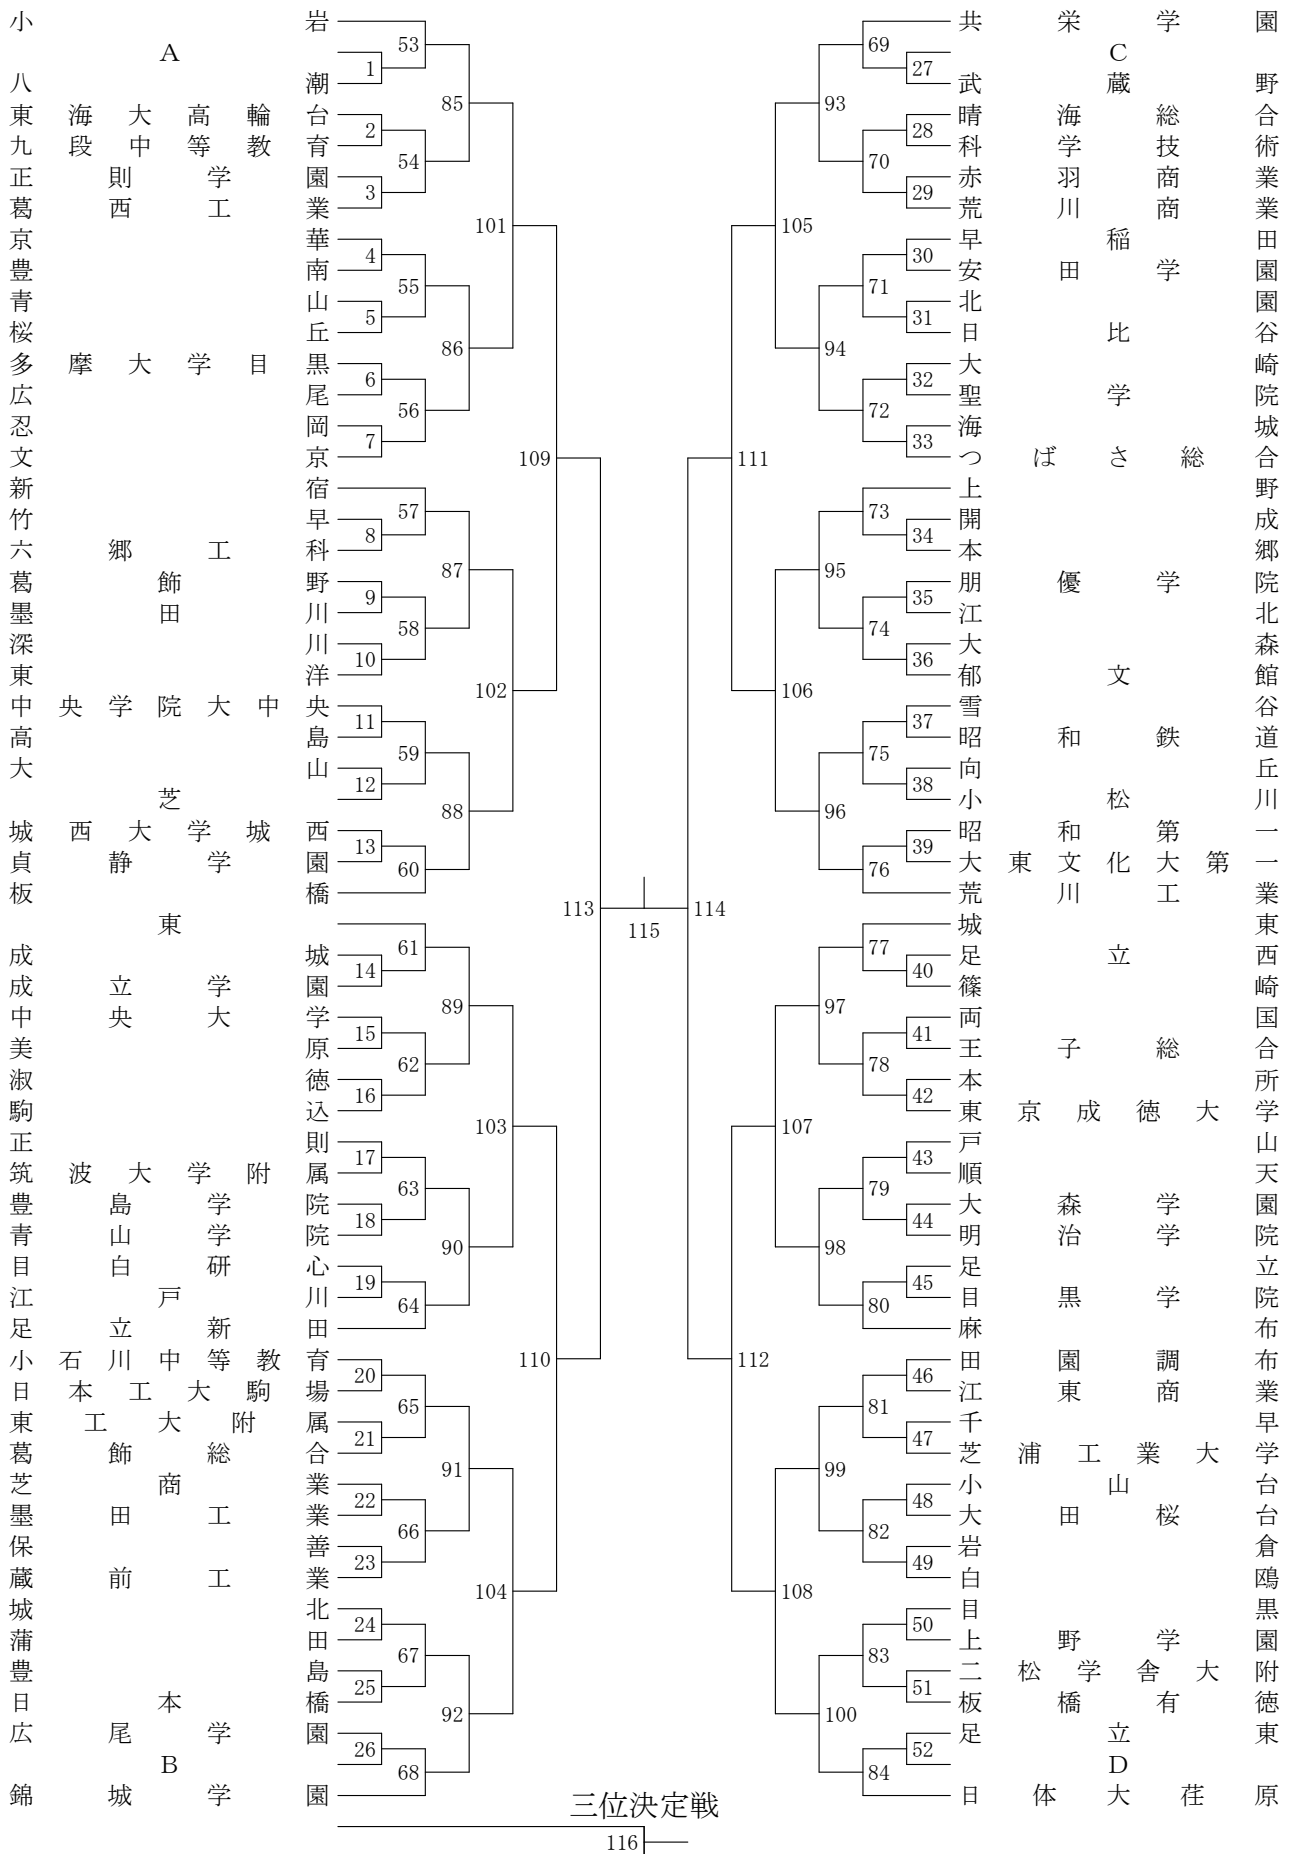 小岩
A
八潮
東海大高輪台
九段中等教育
正則学園
葛西工業
京華
豊南
青山
桜丘
多摩大学目黒
広尾
忍岡
文京
新宿
竹早
六郷工科
葛飾野
墨田川
深川
東洋
中央学院大中央
高島
大山
芝
城西大学城西
貞静学園
板橋
東
成城
成立学園
中央大学
美原
淑徳
駒込
正則
筑波大学附属
豊島学院
青山学院
目白研心
江戸川
足立新田
小石川中等教育
日本工大駒場
東工大附属
葛飾総合
芝商業
墨田工業
保善
蔵前工業
城北
蒲田
豊島
日本橋
広尾学園
B
錦城学園
1
2
3
4
5
6
7
8
9
10
11
12
13
14
15
16
17
18
19
20
21
22
23
24
25
26
53
54
55
56
57
58
59
60
61
62
63
64
65
66
67
68
85
86
87
88
89
90
91
92
101
102
103
104
109
110
113
115
114
111
112
105
106
107
108
93
94
95
96
97
98
99
100
69
70
71
72
73
74
75
76
77
78
79
80
81
82
83
84
27
28
29
30
31
32
33
34
35
36
37
38
39
40
41
42
43
44
45
46
47
48
49
50
51
52
共栄学園
C
武蔵野
晴海総合
科学技術
赤羽商業
荒川商業
早稲田
安田学園
北園
日比谷
大崎
聖学院
海城
つばさ総合
上野
開成
本郷
朋優学院
江北
大森
郁文館
雪谷
昭和鉄道
向丘
小松川
昭和第一
大東文化大第一
荒川工業
城東
足立西
篠崎
両国
王子総合
本所
東京成徳大学
戸山
順天
大森学園
明治学院
足立
目黒学院
麻布
田園調布
江東商業
千早
芝浦工業大学
小山台
大田桜台
岩倉
白鴎
目黒
上野学園
二松学舎大附
板橋有徳
足立東
D
日体大荏原
三位決定戦
116